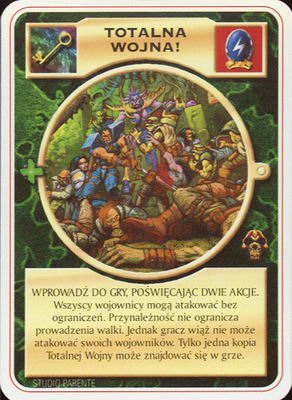 TOTALNA
WOJNA!
WPROWADŹ DO GRY, POŚWIĘCAJĄC DWIE AKCJE.
Wszyscy wojownicy mogą atakować bez
ograniczeń. Przynależność nie ogranicza
prowadzenia walki. Jednak gracz wiąż nie może
atakować swoich wojowników. Tylko jedna kopia
Totalnej Wojny może znajdować się w grze.
STUDIO PARENTE